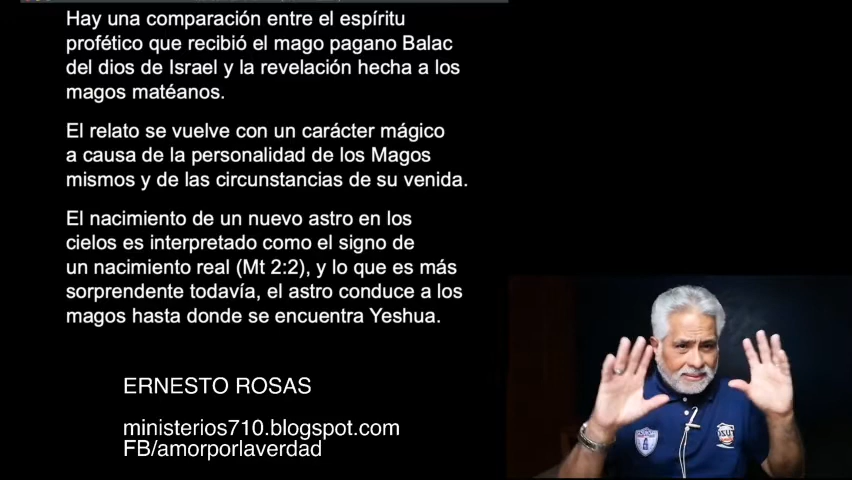 Hay una comparación entre el espíritu
profético que recibió el mago pagano Balac
del dios de Israel y la revelación hecha a los
magos matéanos.
El relato se vuelve con un carácter mágico
a causa de la personalidad de los Magos
mismos y de las circunstancias de su venida.
El nacimiento de un nuevo astro en los
cielos es interpretado como el signo de
un nacimiento real (Mt 2:2), y lo que es más
sorprendente todavía, el astro conduce a los
magos hasta donde se encuentra Yeshua.
ERNESTO ROSAS
ministerios710.blogspot.com
FB/amorporlaverdad